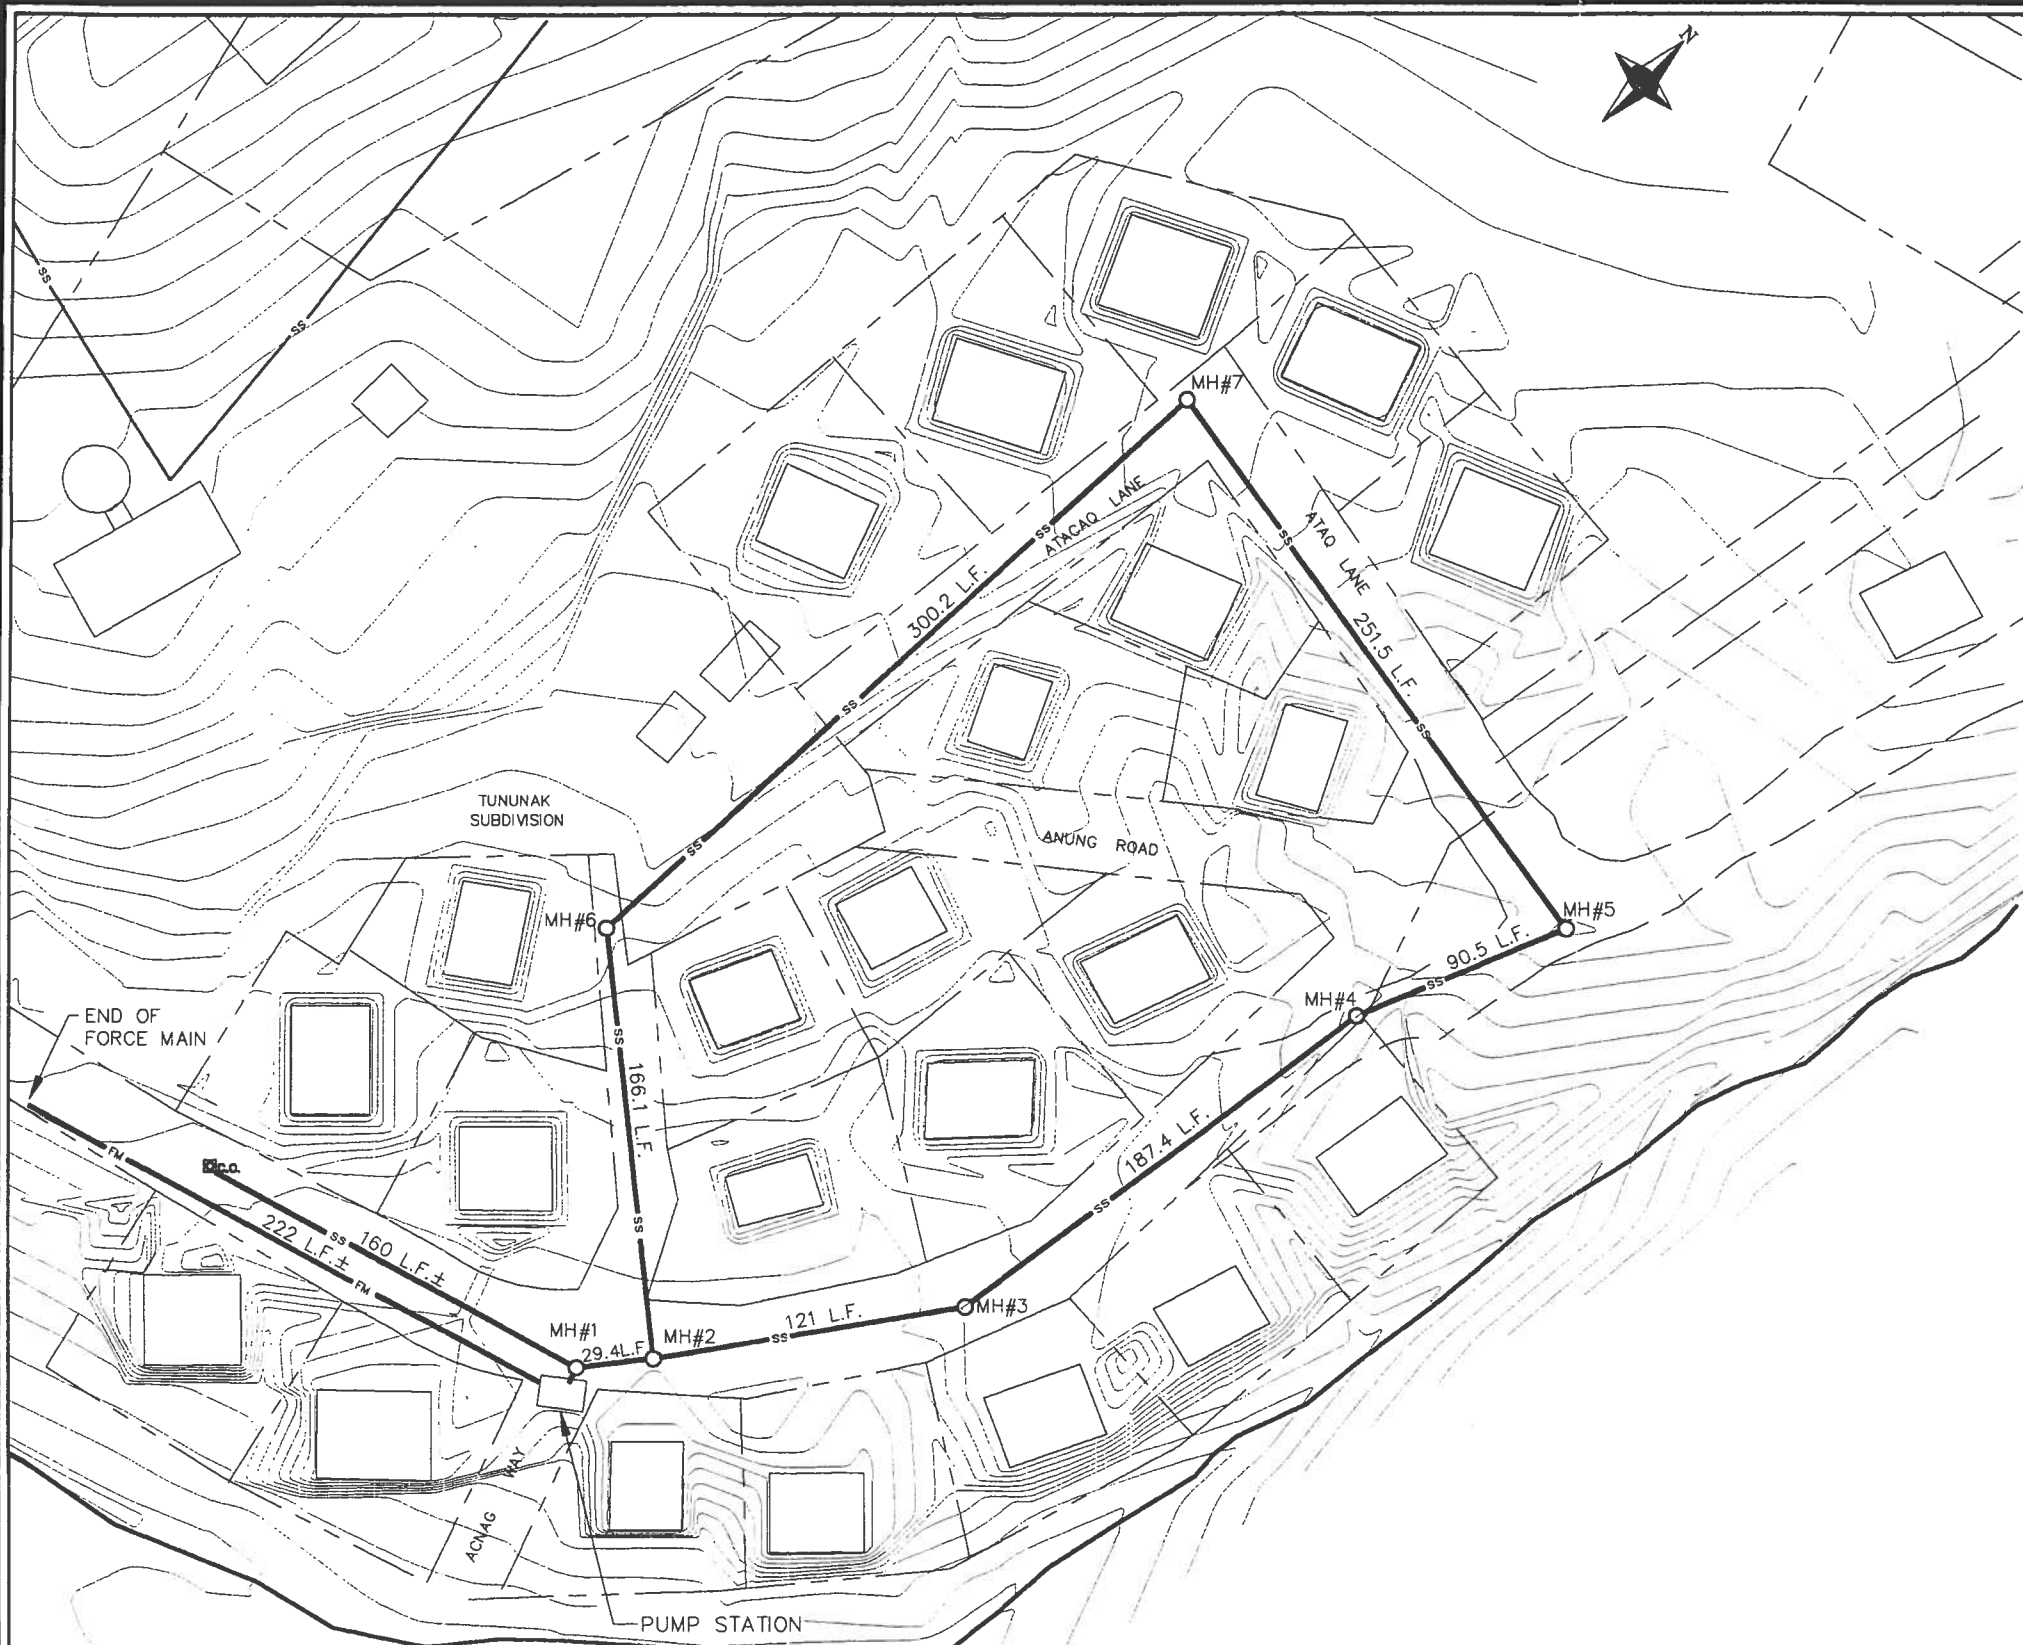 N
SS
SS
MH#7
SS
ATACAQ LANE
SS
ATAQ LANE
300.2 L.F.
251.5 L.F.
SS
SS
TUNUNAK
SUBDIVISION
SS
ANUNG ROAD
MH#6
MH#5
90.5 L.F.
SS
MH#4
END OF
FORCE MAIN
SS
166.1 L.F.
187.4 L.F.
FM
C.O.
SS
SS
222 L.F.±
SS
160 L.F.±
FM
MH#1
29.4L.F
MH#2
SS
121 L.F.
MH#3
ACNAG WAY
PUMP STATION